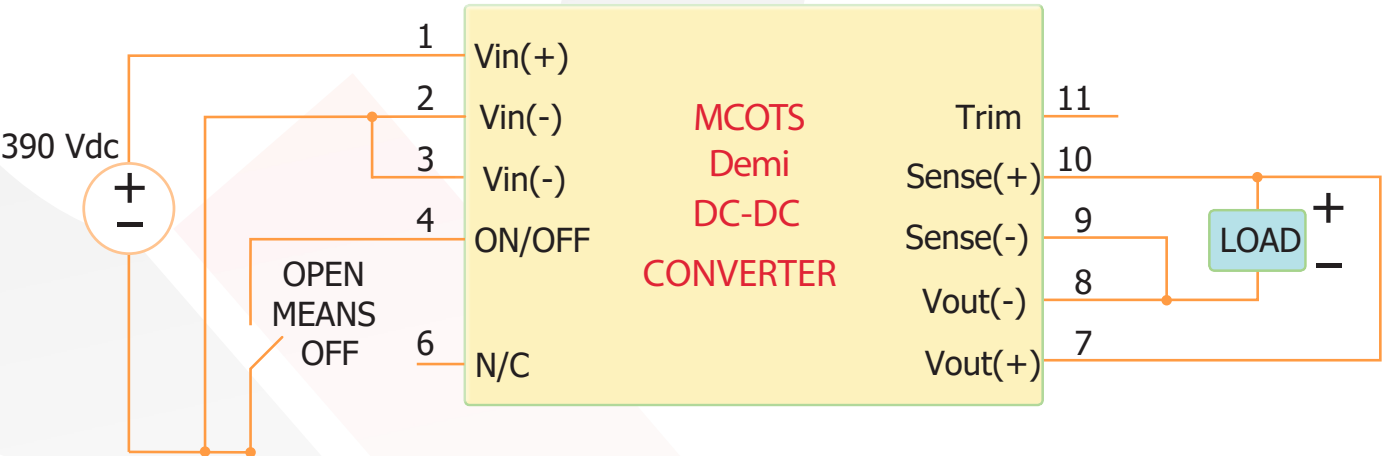 390 Vdc
+
−
1
2
3
4
6
OPEN
MEANS
OFF
Vin(+)
Vin(-)
Vin(-)
ON/OFF
N/C
MCOTS
Demi
DC-DC
CONVERTER
Trim
Sense(+)
Sense(-)
Vout(-)
Vout(+)
11
10
9
8
7
LOAD
+
−